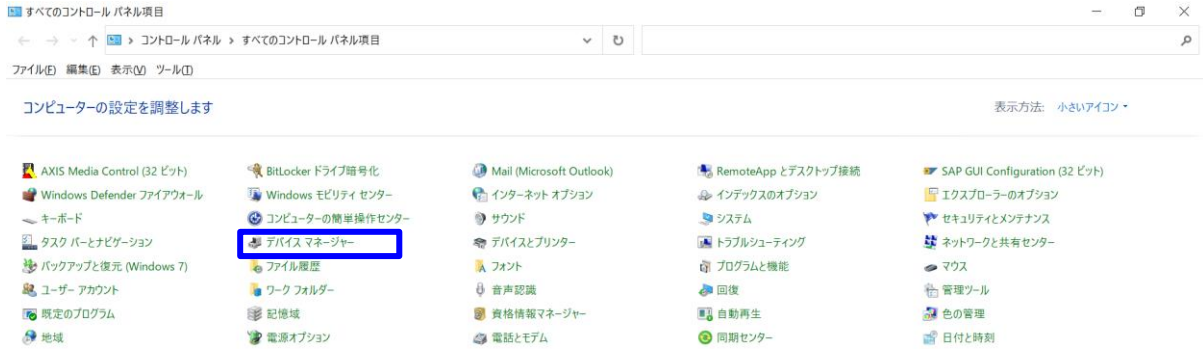 すべてのコントロール パネル項目
コントロール パネル > すべてのコントロール パネル項目
ファイル(F) 編集(E) 表示(V) ツール(T)
コンピューターの設定を調整します 表示方法: 小さいアイコン
AXIS Media Control (32 ビット) BitLocker ドライブ暗号化 Mail (Microsoft Outlook) RemoteApp とデスクトップ接続 SAP GUI Configuration (32 ビット)
Windows Defender ファイアウォール Windows モビリティ センター インターネット オプション インデックスのオプション エクスプローラーのオプション
キーボード コンピューターの簡単操作センター サウンド システム セキュリティとメンテナンス
タスク バーとナビゲーション デバイス マネージャー デバイスとプリンター トラブルシューティング ネットワークと共有センター
バックアップと復元 (Windows 7) ファイル履歴 フォント プログラムと機能 マウス
ユーザー アカウント ワーク フォルダー 音声認識 回復 管理ツール
既定のプログラム 記憶域 資格情報マネージャー 自動再生 色の管理
地域 電源オプション 電話とモデム 同期センター 日付と時刻